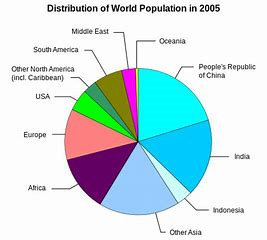 Distribution of World Population in 2005
Middle East
Oceania
South America
People's Republic
of China
Other North America
(incl. Caribbean)
USA
Europe
India
Africa
Indonesia
Other Asia